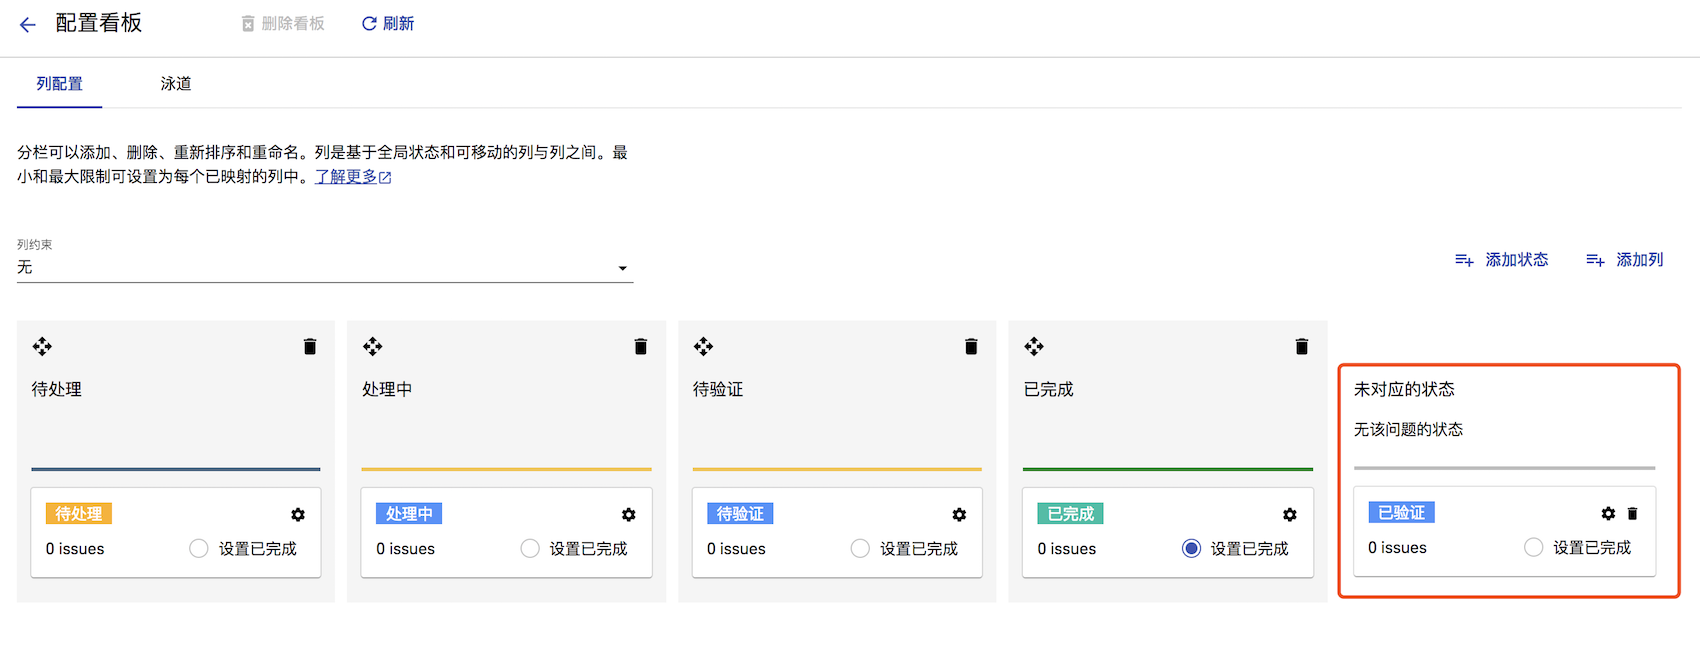 配置看板
删除看板
刷新
列配置
泳道
分栏可以添加、删除、重新排序和重命名。列是基于全局状态和可移动的列与列之间。最
小和最大限制可设置为每个已映射的列中。了解更多
列约束
无
添加状态
添加列
待处理
待处理
0 issues
设置已完成
处理中
处理中
0 issues
设置已完成
待验证
待验证
0 issues
设置已完成
已完成
已完成
0 issues
设置已完成
未对应的状态
无该问题的状态
已验证
0 issues
设置已完成